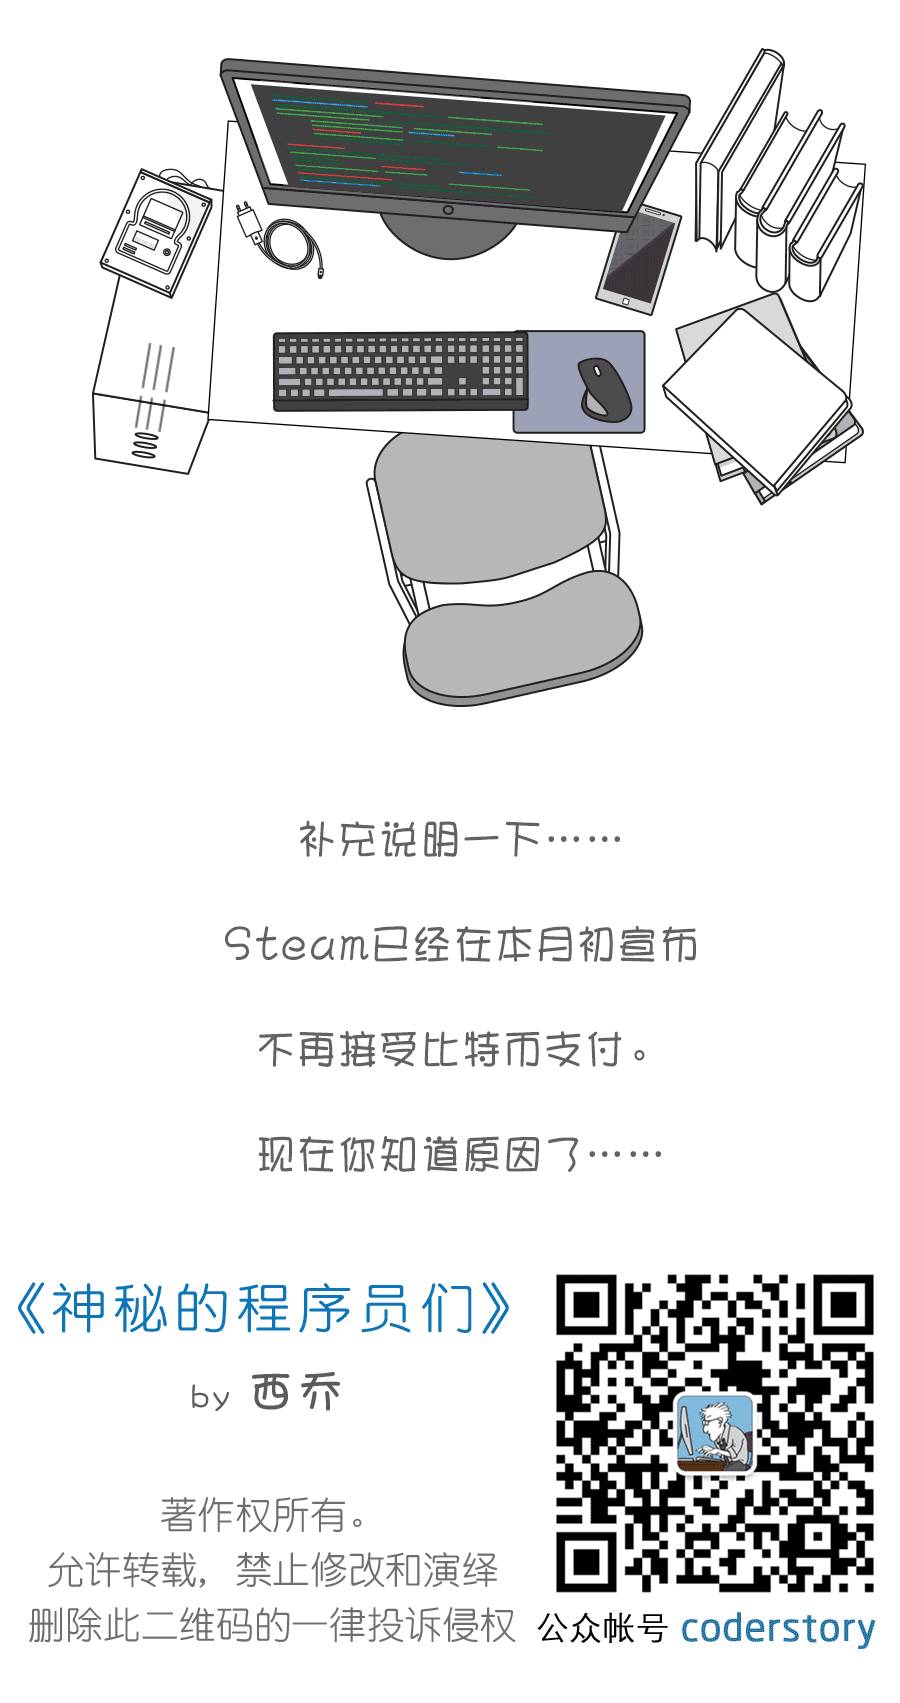 补充说明一下……
Steam已经在本月初宣布
不再接受比特币支付。
现在你知道原因了……
《神秘的程序员们》
by 西乔
著作权所有。
允许转载，禁止修改和演绎
删除此二维码的一律投诉侵权
公众帐号 coderstory